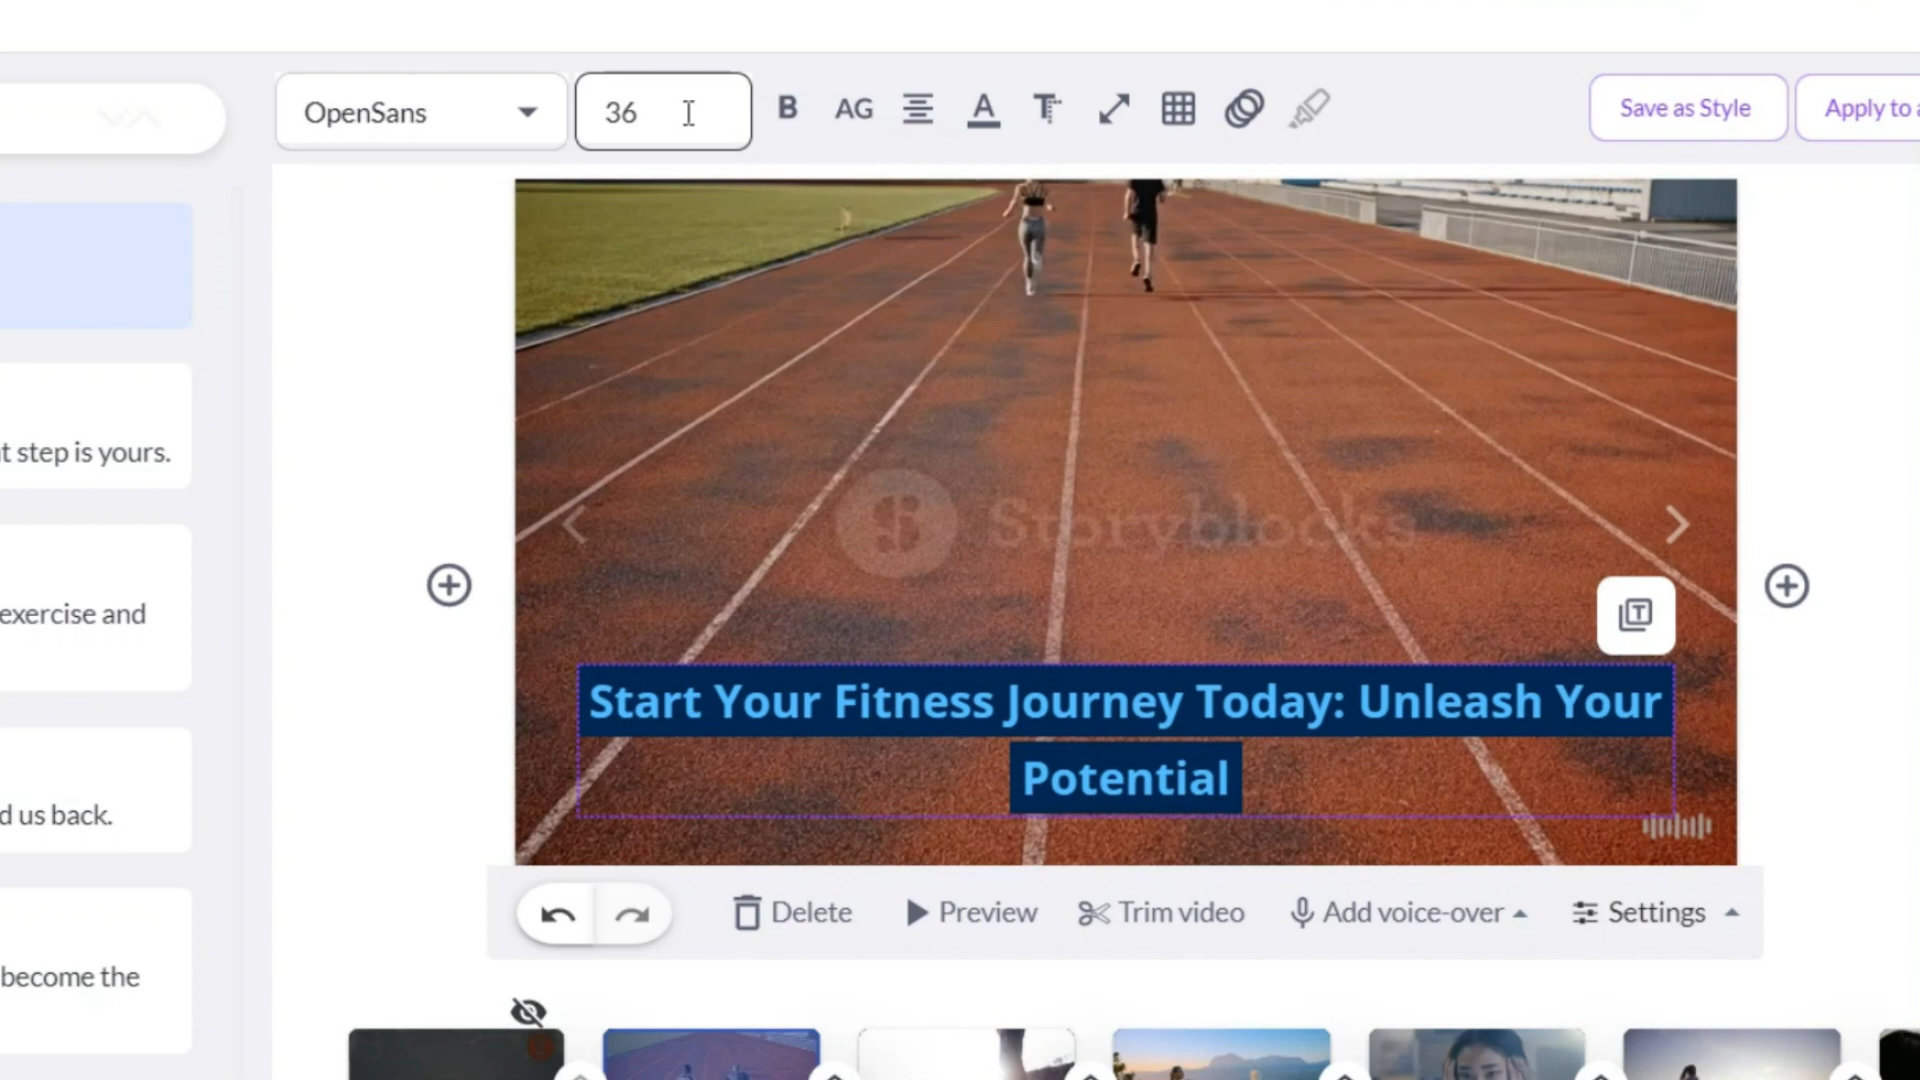 OpenSans
36
B
AG
A
T
Save as Style
Apply to a
t step is yours.
exercise and
d us back.
become the
Storyblocks
T
Start Your Fitness Journey Today: Unleash Your
Potential
Delete
Preview
Trim video
Add voice-over
Settings